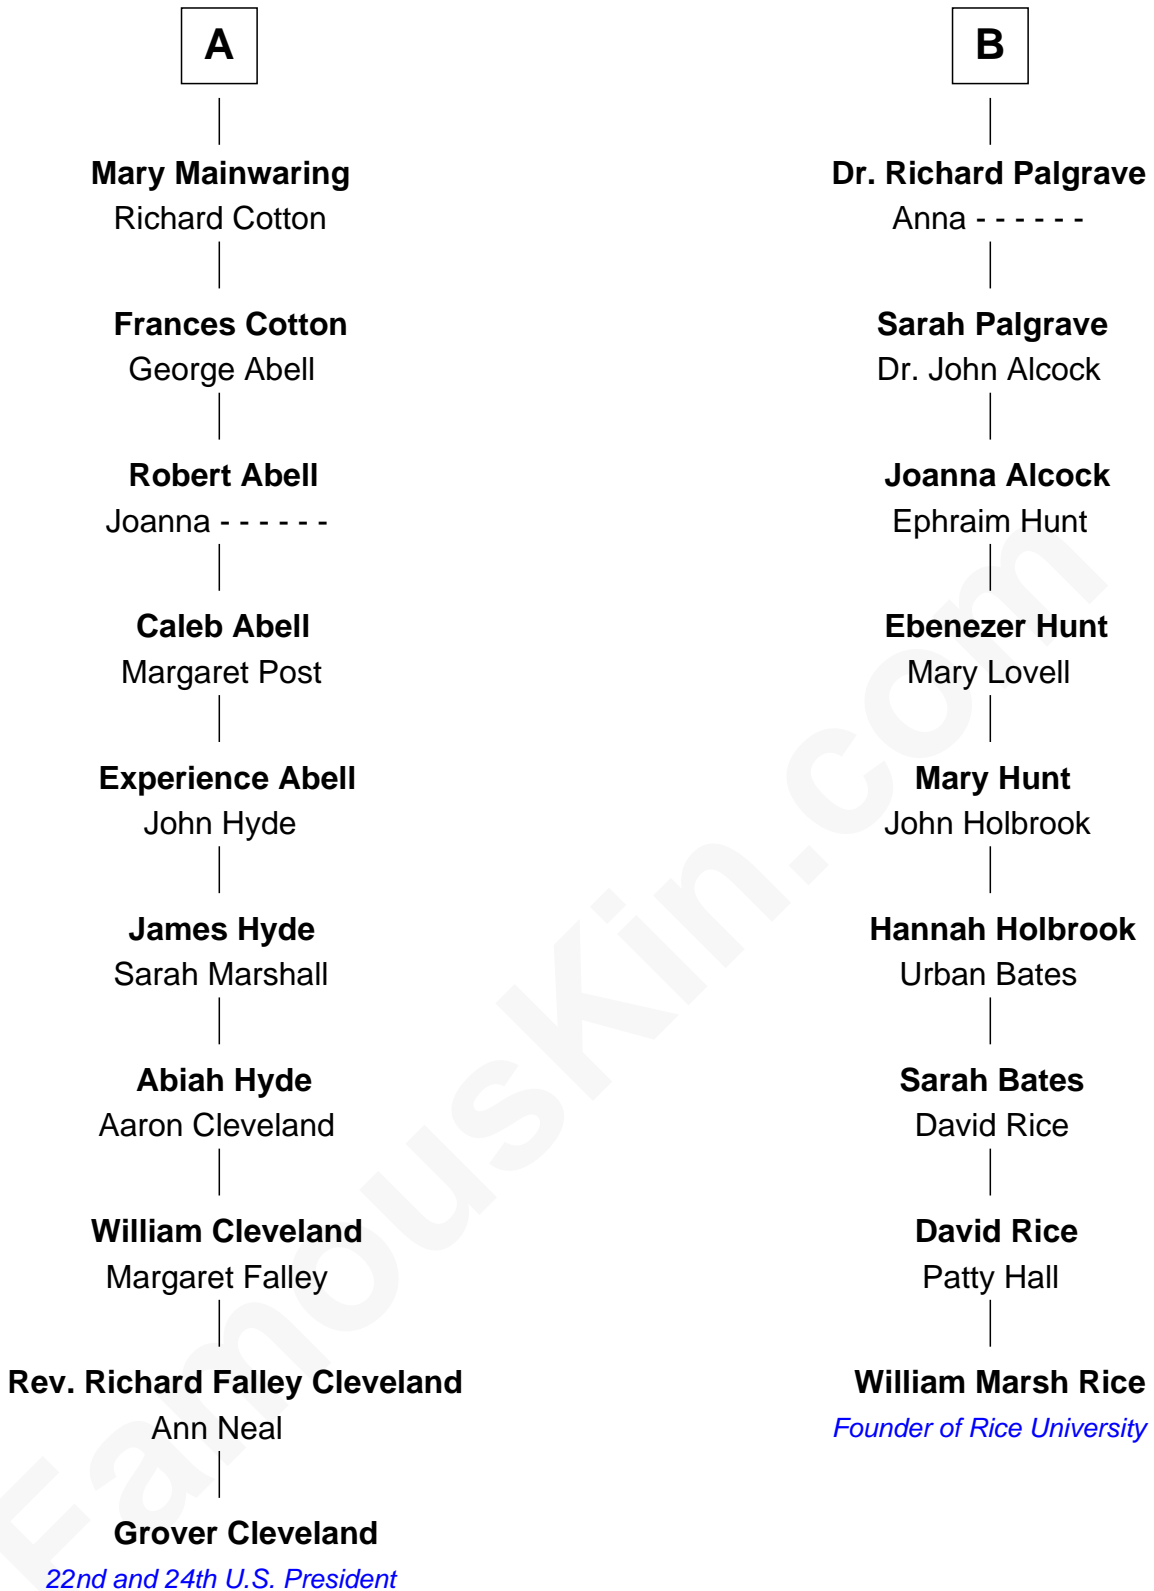 A
Mary Mainwaring
Richard Cotton
Frances Cotton
George Abell
Robert Abell
Joanna - - - - - -
Caleb Abell
Margaret Post
Experience Abell
John Hyde
James Hyde
Sarah Marshall
Abiah Hyde
Aaron Cleveland
William Cleveland
Margaret Falley
Rev. Richard Falley Cleveland
Ann Neal
Grover Cleveland
22nd and 24th U.S. President
B
Dr. Richard Palgrave
Anna - - - - - -
Sarah Palgrave
Dr. John Alcock
Joanna Alcock
Ephraim Hunt
Ebenezer Hunt
Mary Lovell
Mary Hunt
John Holbrook
Hannah Holbrook
Urban Bates
Sarah Bates
David Rice
David Rice
Patty Hall
William Marsh Rice
Founder of Rice University
FamousKin.com